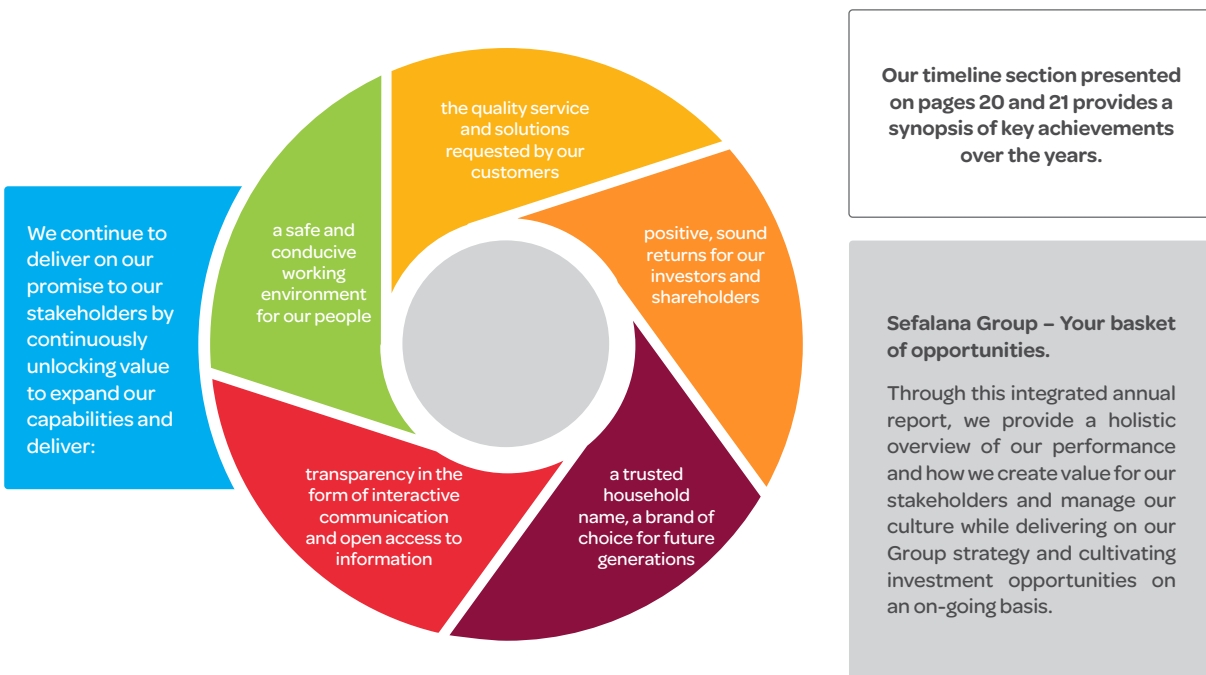 We continue to
deliver on our
promise to our
stakeholders by
continuously
unlocking value
to expand our
capabilities and
deliver:
the quality service
and solutions
requested by our
customers
positive, sound
returns for our
investors and
shareholders
a trusted
household
name, a brand of
choice for future
generations
transparency in the
form of interactive
communication
and open access to
information
a safe and
conducive
working
environment
for our people
Our timeline section presented
on pages 20 and 21 provides a
synopsis of key achievements
over the years.
Sefalana Group – Your basket
of opportunities.
Through this integrated annual
report, we provide a holistic
overview of our performance
and how we create value for our
stakeholders and manage our
culture while delivering on our
Group strategy and cultivating
investment opportunities on
an on-going basis.